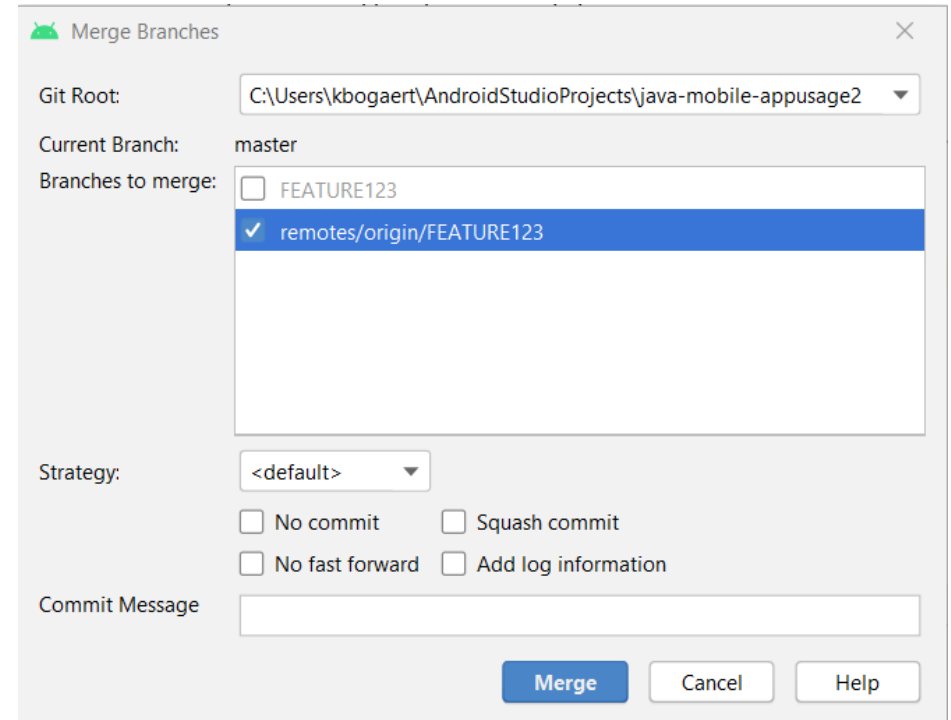 Merge Branches
Git Root: C:\Users\kbogaert\AndroidStudioProjects\java-mobile-appusage2
Current Branch: master
Branches to merge: FEATURE123
remotes/origin/FEATURE123
Strategy: <default>
No commit Squash commit
No fast forward Add log information
Commit Message
Merge Cancel Help